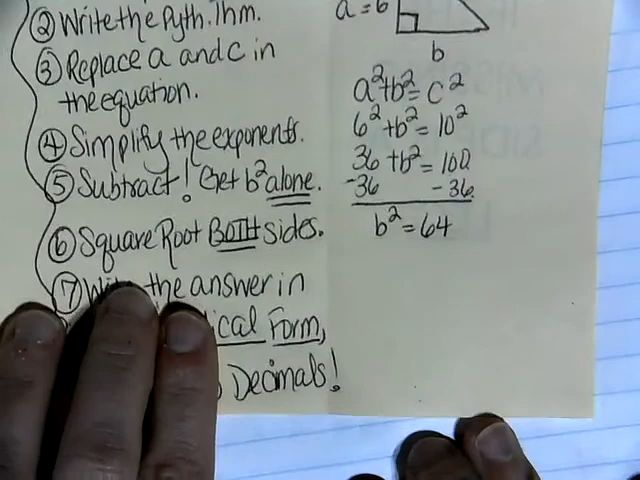 ② Write the Pyth. Thm.
③ Replace a and c in
the equation.
④ Simplify the exponents.
⑤ Subtract! Get b² alone.
⑥ Square Root BOTH sides.
⑦ Write the answer in
ical Form,
Decimals!
a = 6
b
a² + b² = c²
6² + b² = 10²
36 + b² = 100
-36 -36
b² = 64